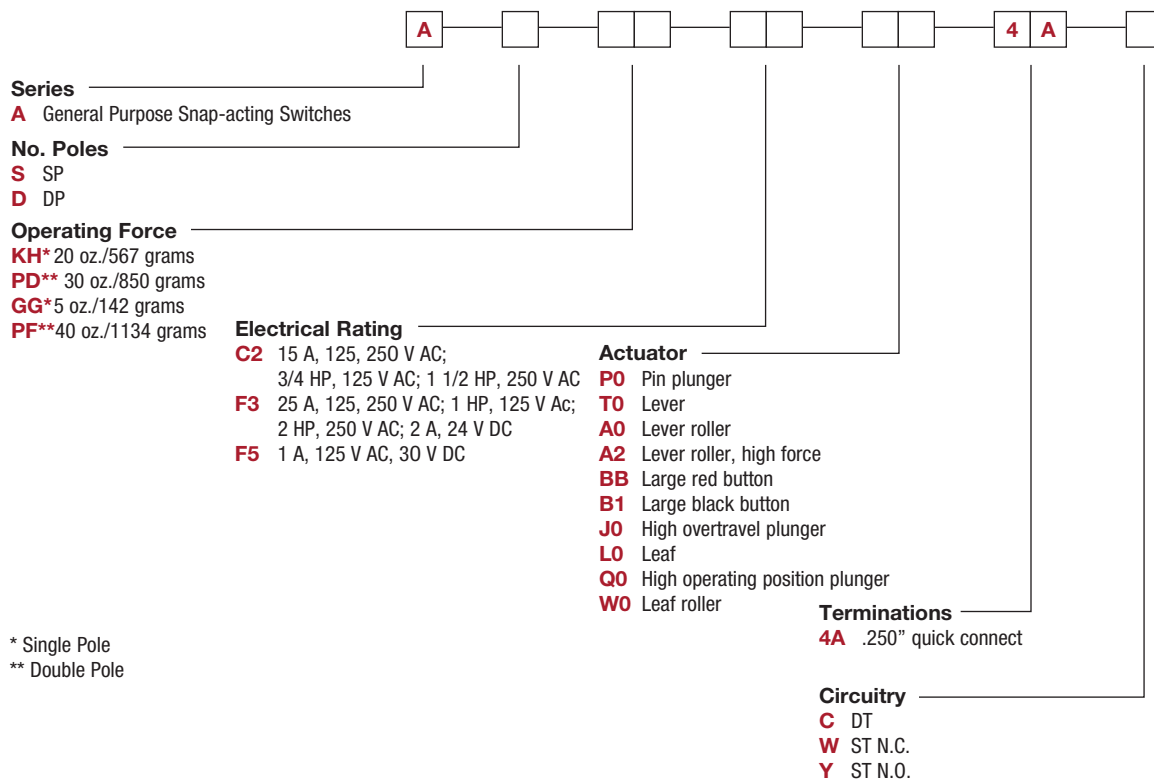 A 4 A
Series
A General Purpose Snap-acting Switches
No. Poles
S SP
D DP
Operating Force
KH* 20 oz./567 grams
PD** 30 oz./850 grams
GG* 5 oz./142 grams
PF**40 oz./1134 grams
Electrical Rating
C2 15 A, 125, 250 V AC;
3/4 HP, 125 V AC; 1 1/2 HP, 250 V AC
F3 25 A, 125, 250 V AC; 1 HP, 125 V Ac;
2 HP, 250 V AC; 2 A, 24 V DC
F5 1 A, 125 V AC, 30 V DC
Actuator
P0 Pin plunger
T0 Lever
A0 Lever roller
A2 Lever roller, high force
BB Large red button
B1 Large black button
J0 High overtravel plunger
L0 Leaf
Q0 High operating position plunger
W0 Leaf roller
Terminations
4A .250” quick connect
Circuitry
C DT
W ST N.C.
Y ST N.O.
* Single Pole
** Double Pole